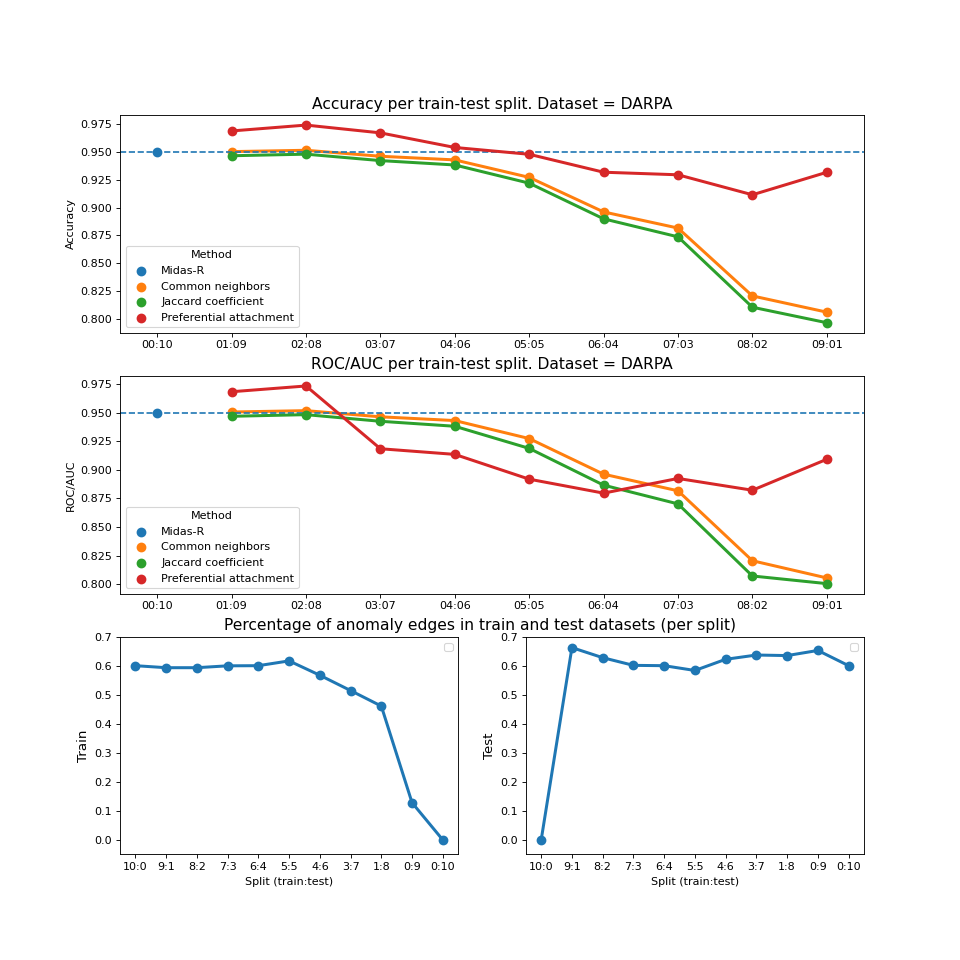 Accuracy per train-test split. Dataset = DARPA
0.975
0.950
0.925
0.900
0.875
0.850
0.825
0.800
Accuracy
Method
Midas-R
Common neighbors
Jaccard coefficient
Preferential attachment
00:10 01:09 02:08 03:07 04:06 05:05 06:04 07:03 08:02 09:01
ROC/AUC per train-test split. Dataset = DARPA
0.975
0.950
0.925
0.900
0.875
0.850
0.825
0.800
ROC/AUC
Method
Midas-R
Common neighbors
Jaccard coefficient
Preferential attachment
00:10 01:09 02:08 03:07 04:06 05:05 06:04 07:03 08:02 09:01
Percentage of anomaly edges in train and test datasets (per split)
0.7
0.6
0.5
0.4
0.3
0.2
0.1
0.0
Train
10:0 9:1 8:2 7:3 6:4 5:5 4:6 3:7 1:8 0:9 0:10
Split (train:test)
0.7
0.6
0.5
0.4
0.3
0.2
0.1
0.0
Test
10:0 9:1 8:2 7:3 6:4 5:5 4:6 3:7 1:8 0:9 0:10
Split (train:test)